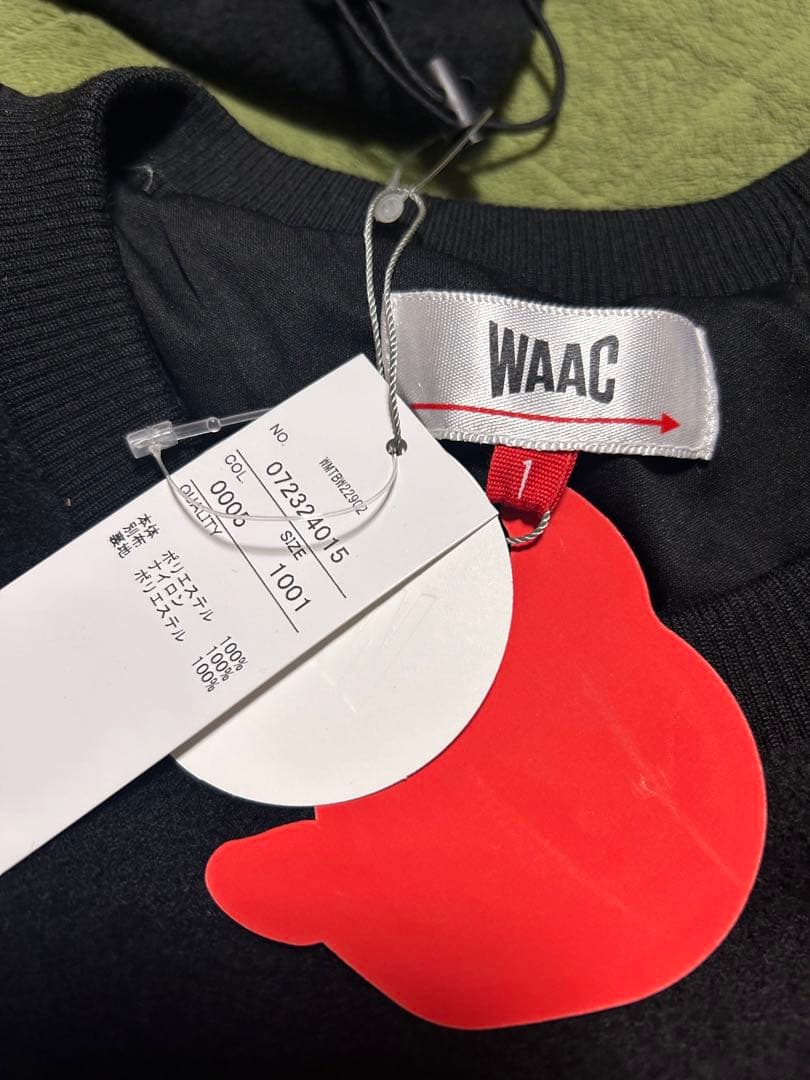 WAAC
1
WMTBW22902
NO.
072324015
COL
SIZE
0005
1001
QUALITY
本体 ポリエステル 100%
別布 ナイロン 100%
裏地 ポリエステル 100%